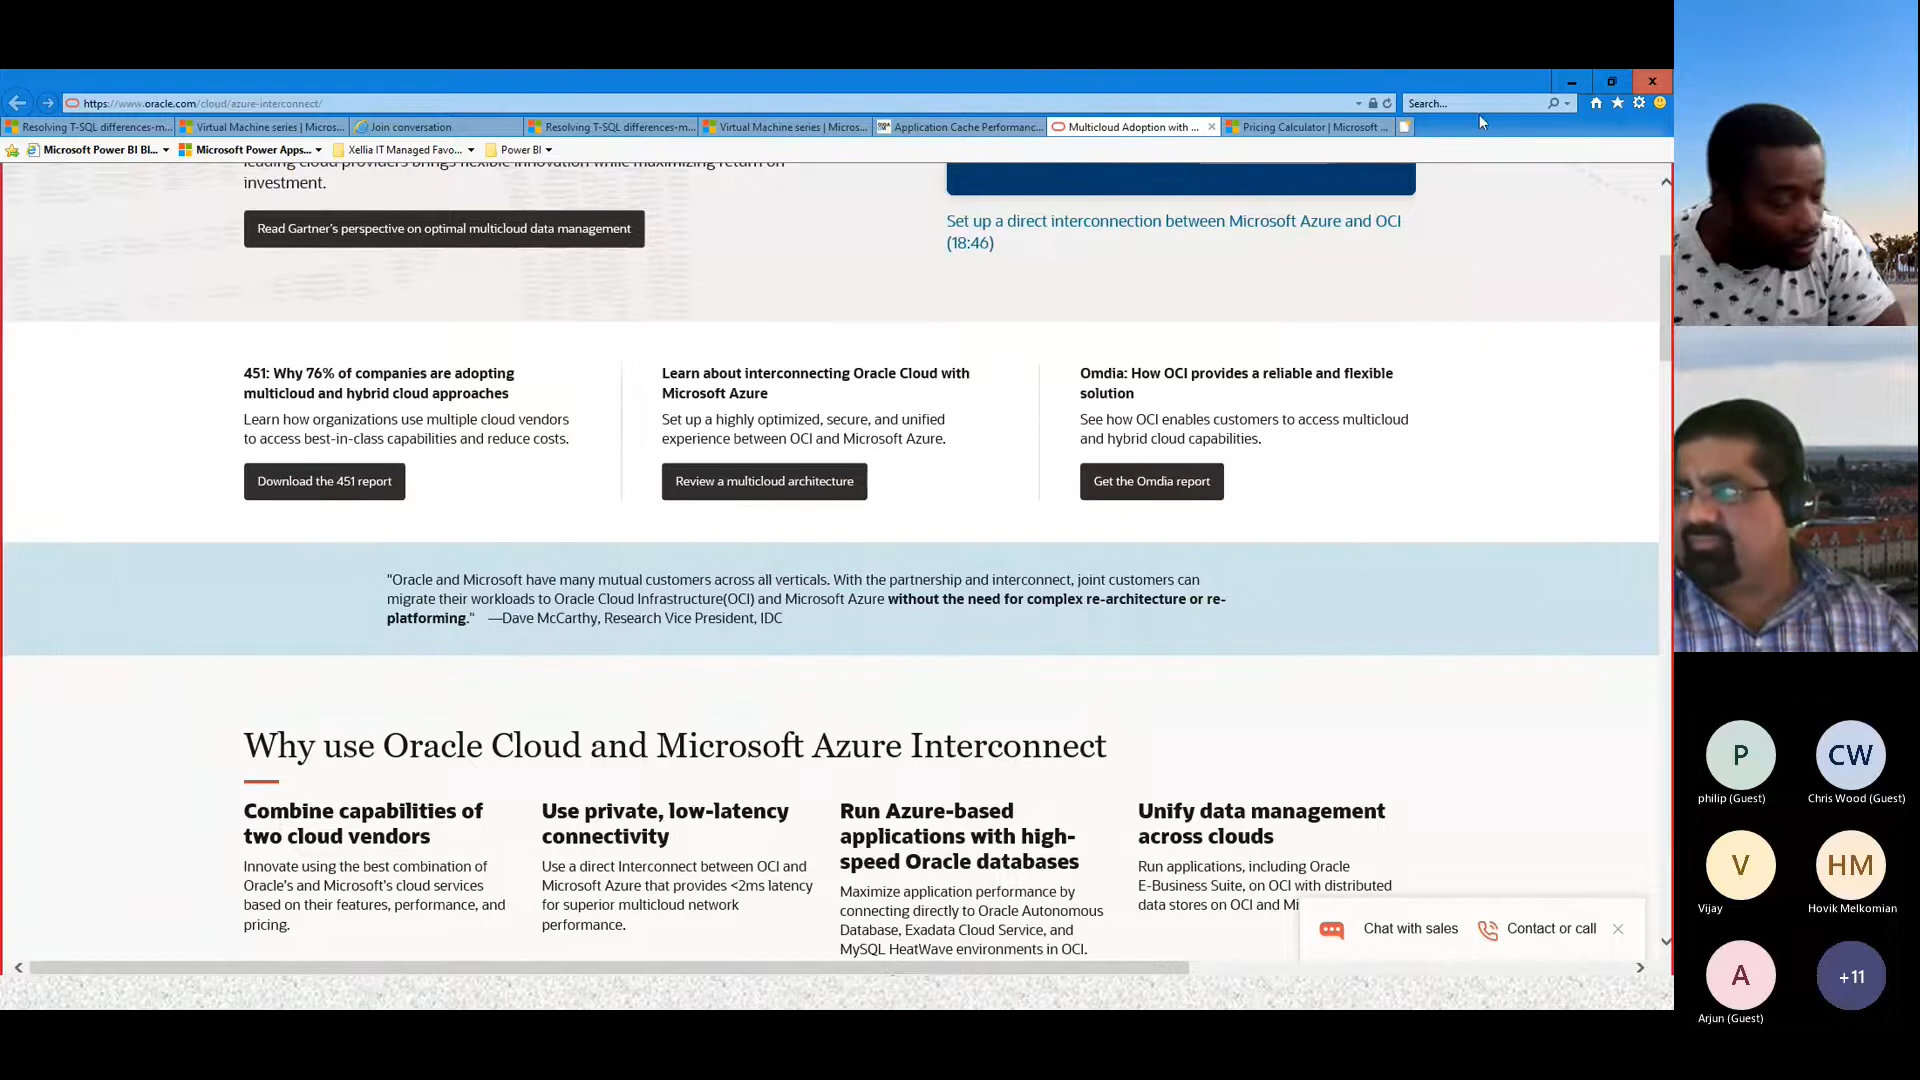 https://www.oracle.com/cloud/azure-interconnect/
Search...
Resolving T-SQL differences-m...
Virtual Machine series | Micros...
Join conversation
Resolving T-SQL differences-m...
Virtual Machine series | Micros...
Application Cache Performanc...
Multicloud Adoption with ...
Pricing Calculator | Microsoft ...
Microsoft Power BI Bl...
Microsoft Power Apps...
Xellia IT Managed Favo...
Power BI
leading cloud providers brings flexible innovation while maximizing return on
investment.
Read Gartner's perspective on optimal multicloud data management
Set up a direct interconnection between Microsoft Azure and OCI
(18:46)
451: Why 76% of companies are adopting
multicloud and hybrid cloud approaches
Learn how organizations use multiple cloud vendors
to access best-in-class capabilities and reduce costs.
Download the 451 report
Learn about interconnecting Oracle Cloud with
Microsoft Azure
Set up a highly optimized, secure, and unified
experience between OCI and Microsoft Azure.
Review a multicloud architecture
Omdia: How OCI provides a reliable and flexible
solution
See how OCI enables customers to access multicloud
and hybrid cloud capabilities.
Get the Omdia report
"Oracle and Microsoft have many mutual customers across all verticals. With the partnership and interconnect, joint customers can
migrate their workloads to Oracle Cloud Infrastructure(OCI) and Microsoft Azure without the need for complex re-architecture or re-
platforming." —Dave McCarthy, Research Vice President, IDC
Why use Oracle Cloud and Microsoft Azure Interconnect
Combine capabilities of
two cloud vendors
Innovate using the best combination of
Oracle's and Microsoft's cloud services
based on their features, performance, and
pricing.
Use private, low-latency
connectivity
Use a direct Interconnect between OCI and
Microsoft Azure that provides <2ms latency
for superior multicloud network
performance.
Run Azure-based
applications with high-
speed Oracle databases
Maximize application performance by
connecting directly to Oracle Autonomous
Database, Exadata Cloud Service, and
MySQL HeatWave environments in OCI.
Unify data management
across clouds
Run applications, including Oracle
E-Business Suite, on OCI with distributed
data stores on OCI and Mi
Chat with sales
Contact or call
P
philip (Guest)
CW
Chris Wood (Guest)
V
Vijay
HM
Hovik Melkomian
A
Arjun (Guest)
+11